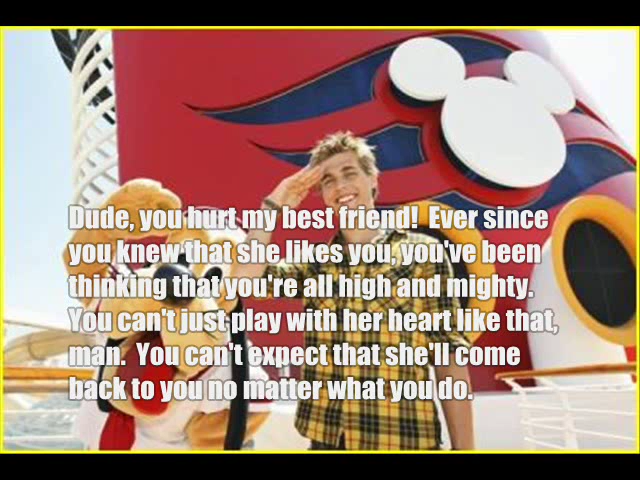 Dude, you hurt my best friend!  Ever since
you knew that she likes you, you've been
thinking that you're all high and mighty.
You can't just play with her heart like that,
man.  You can't expect that she'll come
back to you no matter what you do.